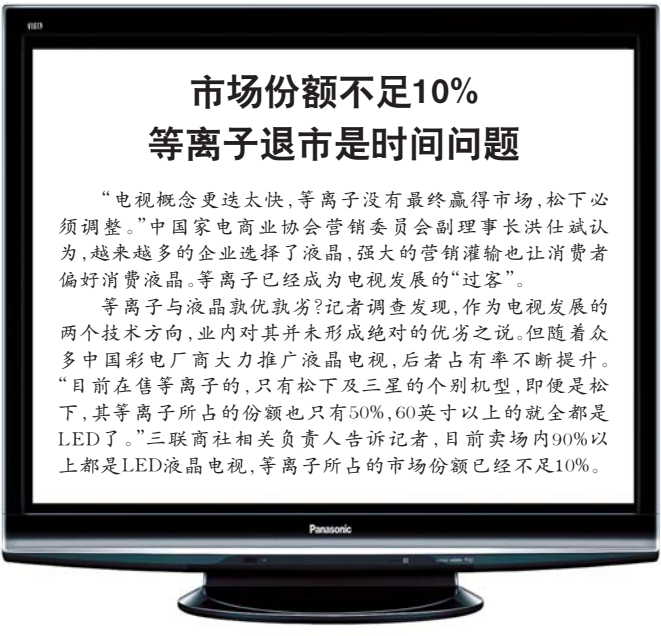 市场份额不足10%
等离子退市是时间问题
“电视概念更迭太快,等离子没有最终赢得市场,松下必
须调整。”中国家电商业协会营销委员会副理事长洪仕斌认
为,越来越多的企业选择了液晶,强大的营销灌输也让消费者
偏好消费液晶。等离子已经成为电视发展的“过客”。
等离子与液晶孰优孰劣?记者调查发现,作为电视发展的
两个技术方向,业内对其并未形成绝对的优劣之说。但随着众
多中国彩电厂商大力推广液晶电视,后者占有率不断提升。
“目前在售等离子的,只有松下及三星的个别机型,即便是松
下,其等离子所占的份额也只有50%,60英寸以上的就全都是
LED了。”三联商社相关负责人告诉记者,目前卖场内90%以
上都是LED液晶电视,等离子所占的市场份额已经不足10%。
Panasonic